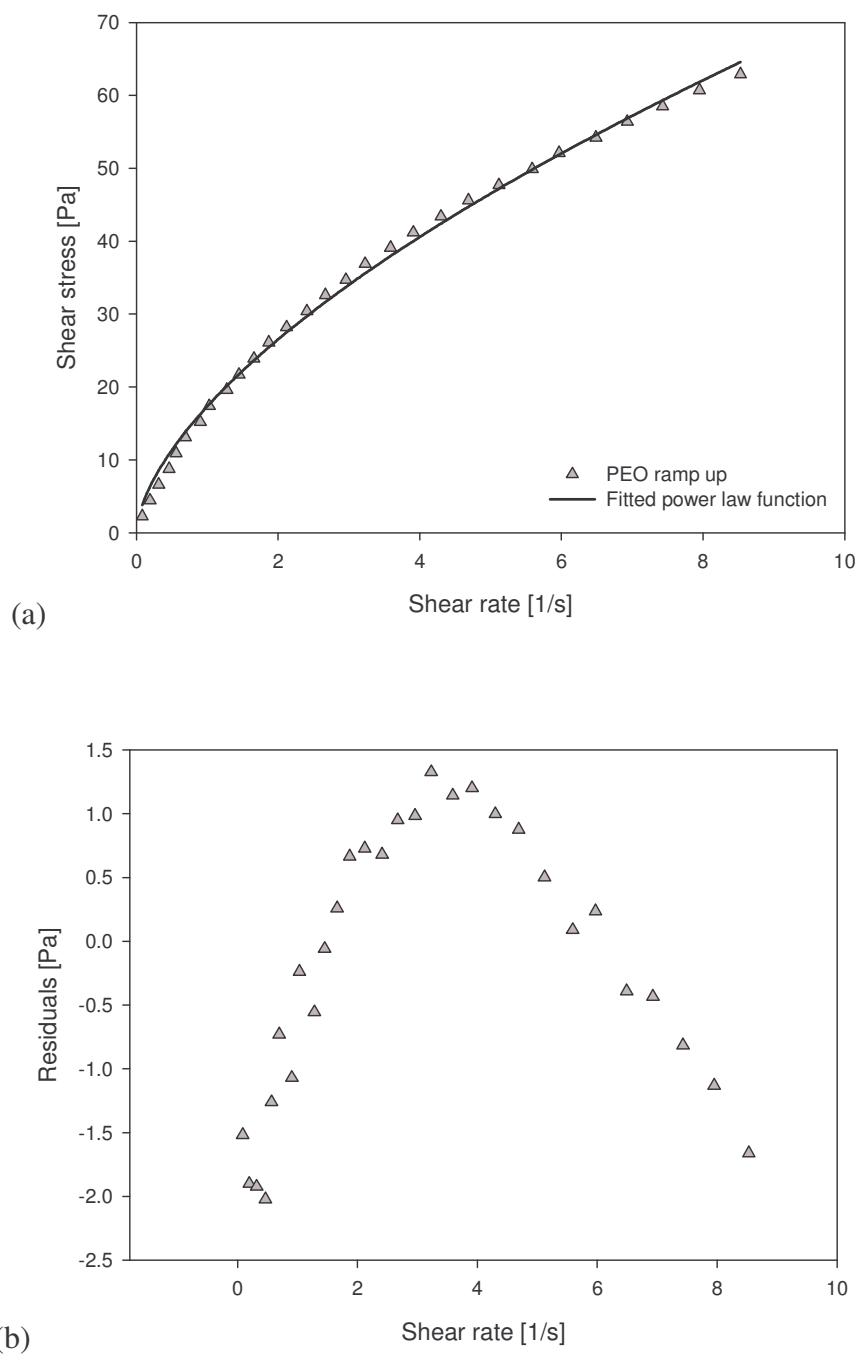 70
60
50
40
30
20
10
0
Shear stress [Pa]
PEO ramp up
Fitted power law function
0 2 4 6 8 10
Shear rate [1/s]
(a)
1.5
1.0
0.5
0.0
-0.5
-1.0
-1.5
-2.0
-2.5
Residuals [Pa]
0 2 4 6 8 10
Shear rate [1/s]
b)